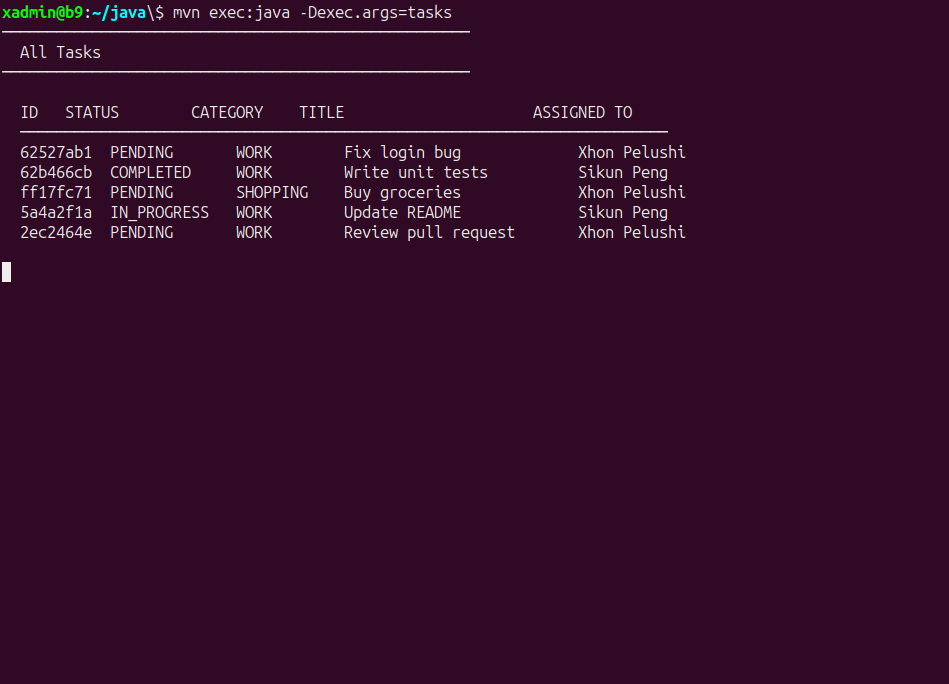 xadmin@b9:~/java\$ mvn exec:java -Dexec.args=tasks
All Tasks
ID STATUS CATEGORY TITLE ASSIGNED TO
62527ab1 PENDING WORK Fix login bug Xhon Pelushi
62b466cb COMPLETED WORK Write unit tests Sikun Peng
ff17fc71 PENDING SHOPPING Buy groceries Xhon Pelushi
5a4a2f1a IN_PROGRESS WORK Update README Sikun Peng
2ec2464e PENDING WORK Review pull request Xhon Pelushi